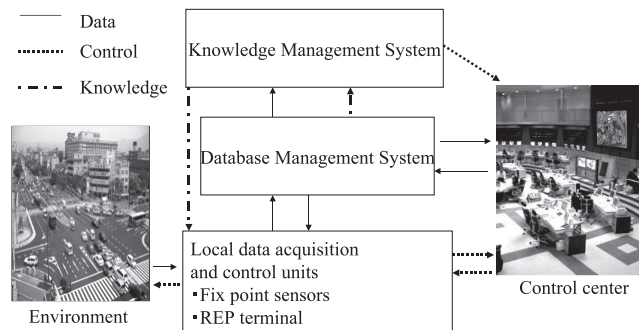 Data
Control
Knowledge
Knowledge Management System
Database Management System
Local data acquisition
and control units
▪Fix point sensors
▪REP terminal
Environment
Control center